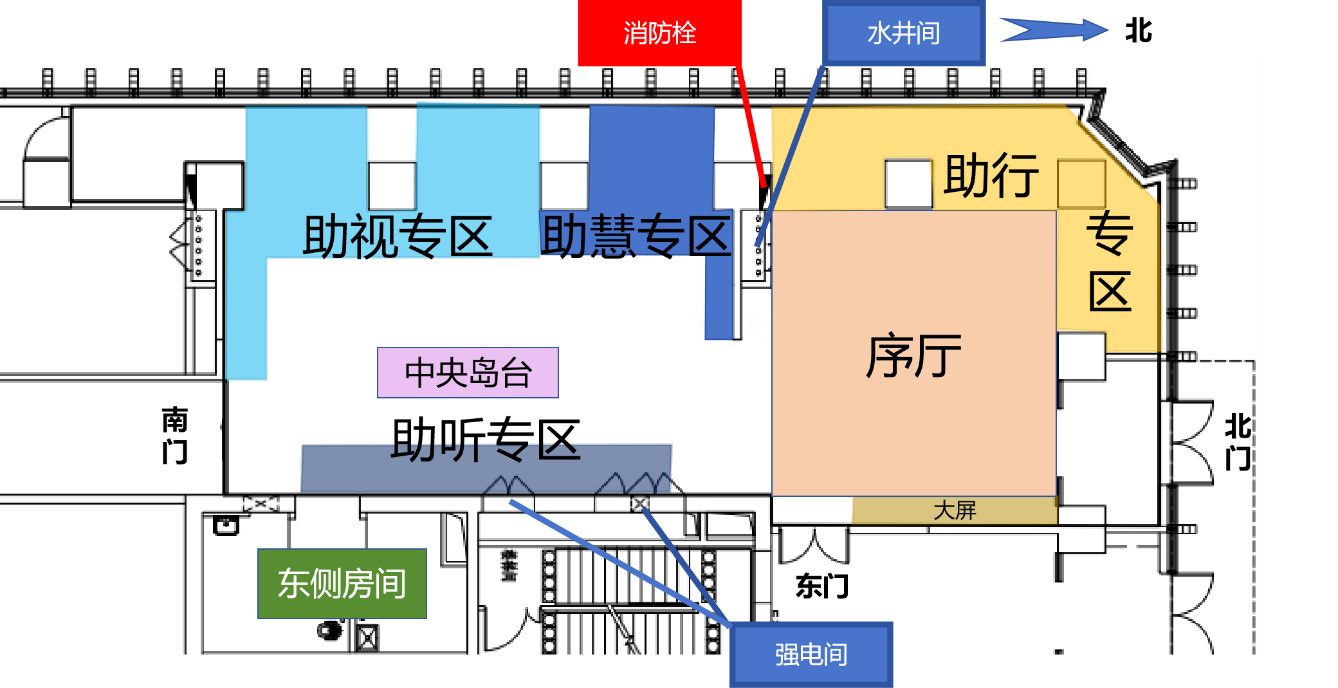 消防栓
水井间
北
助行
专
区
助视专区
助慧专区
序厅
中央岛台
南
门
助听专区
北
门
大屏
东侧房间
东门
强电间